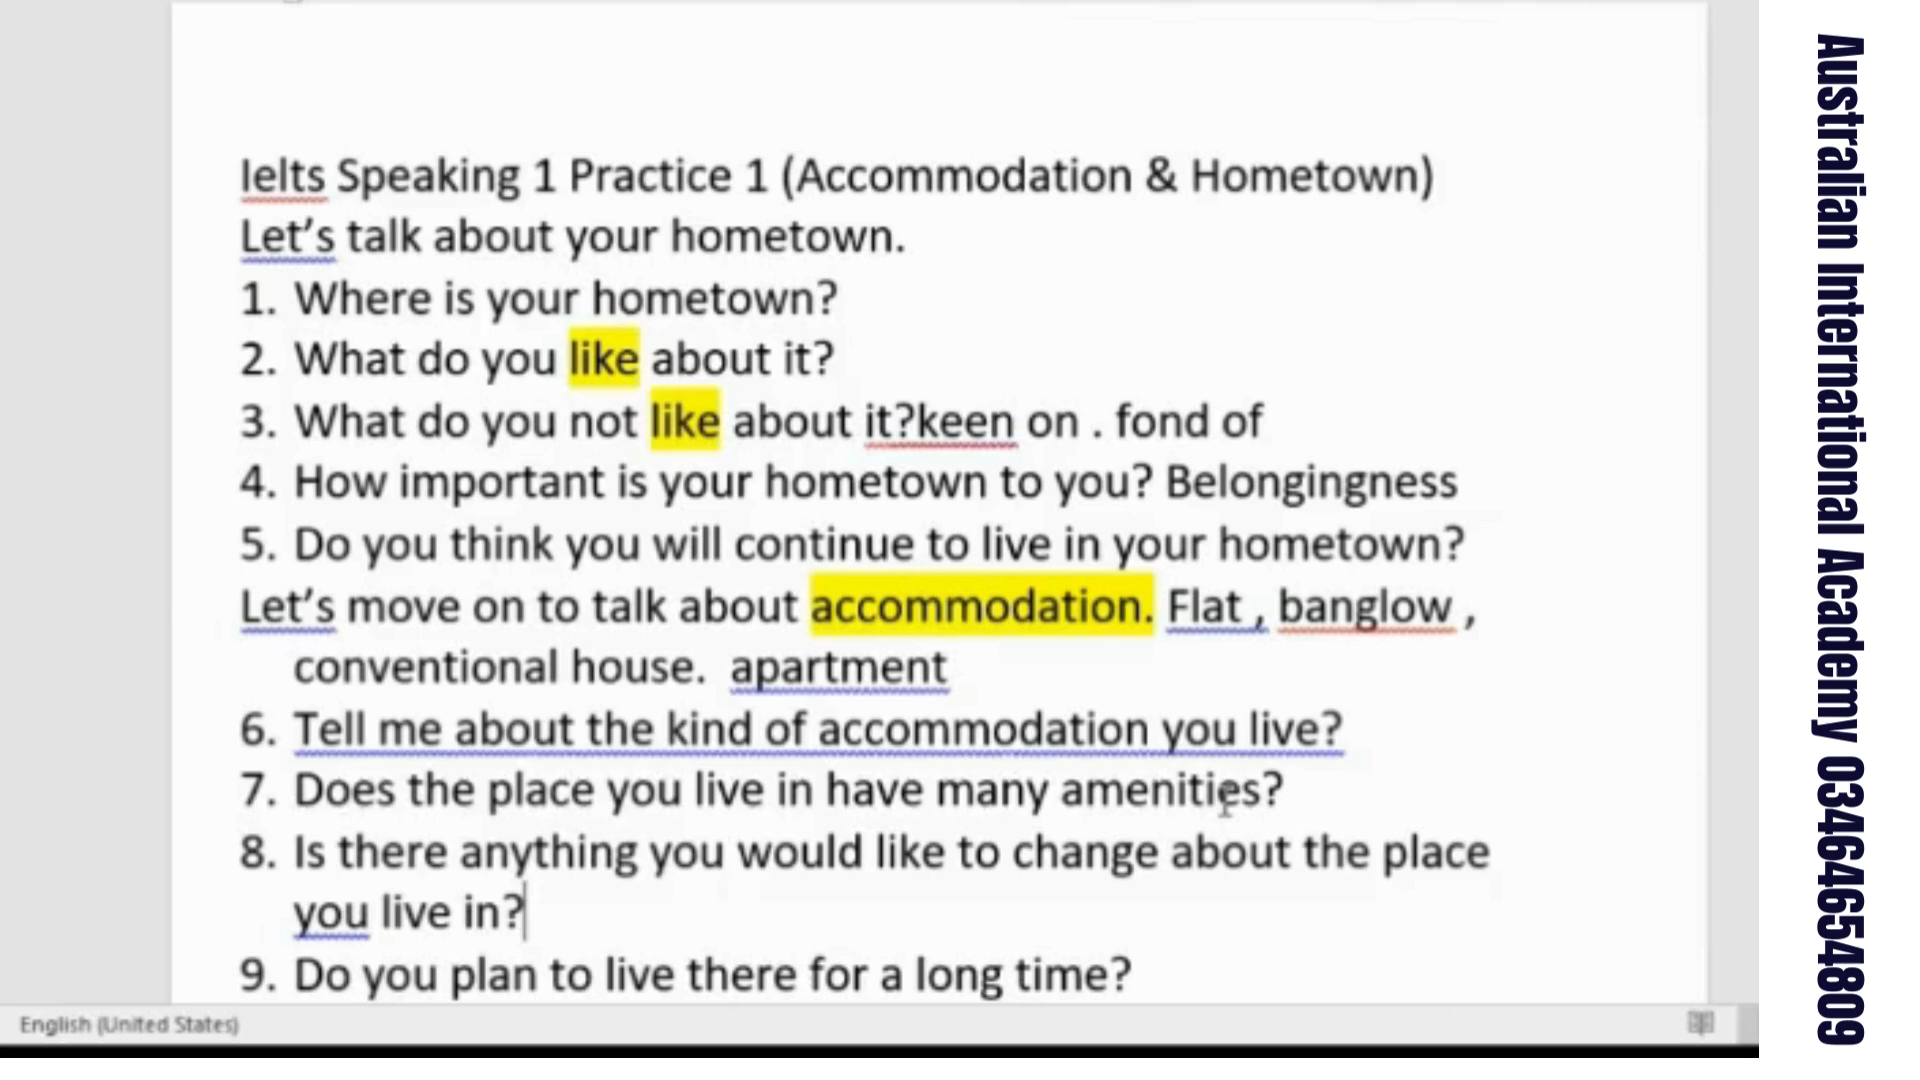 Ielts Speaking 1 Practice 1 (Accommodation & Hometown)
Let’s talk about your hometown.
1. Where is your hometown?
2. What do you like about it?
3. What do you not like about it?keen on . fond of
4. How important is your hometown to you? Belongingness
5. Do you think you will continue to live in your hometown?
Let’s move on to talk about accommodation. Flat , banglow ,
conventional house.  apartment
6. Tell me about the kind of accommodation you live?
7. Does the place you live in have many amenities?
8. Is there anything you would like to change about the place
you live in?
9. Do you plan to live there for a long time?
English (United States)
Australian International Academy 03464654809